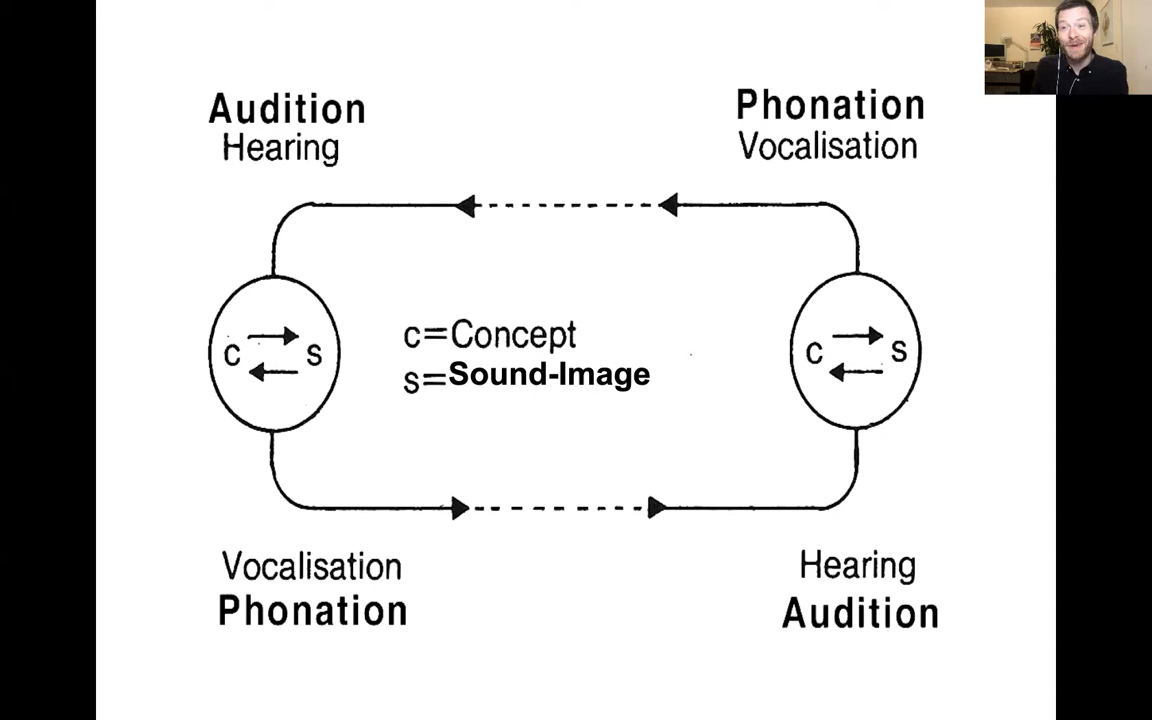 Audition
Hearing
Phonation
Vocalisation
c s
c=Concept
s=Sound-Image
c s
Vocalisation
Phonation
Hearing
Audition